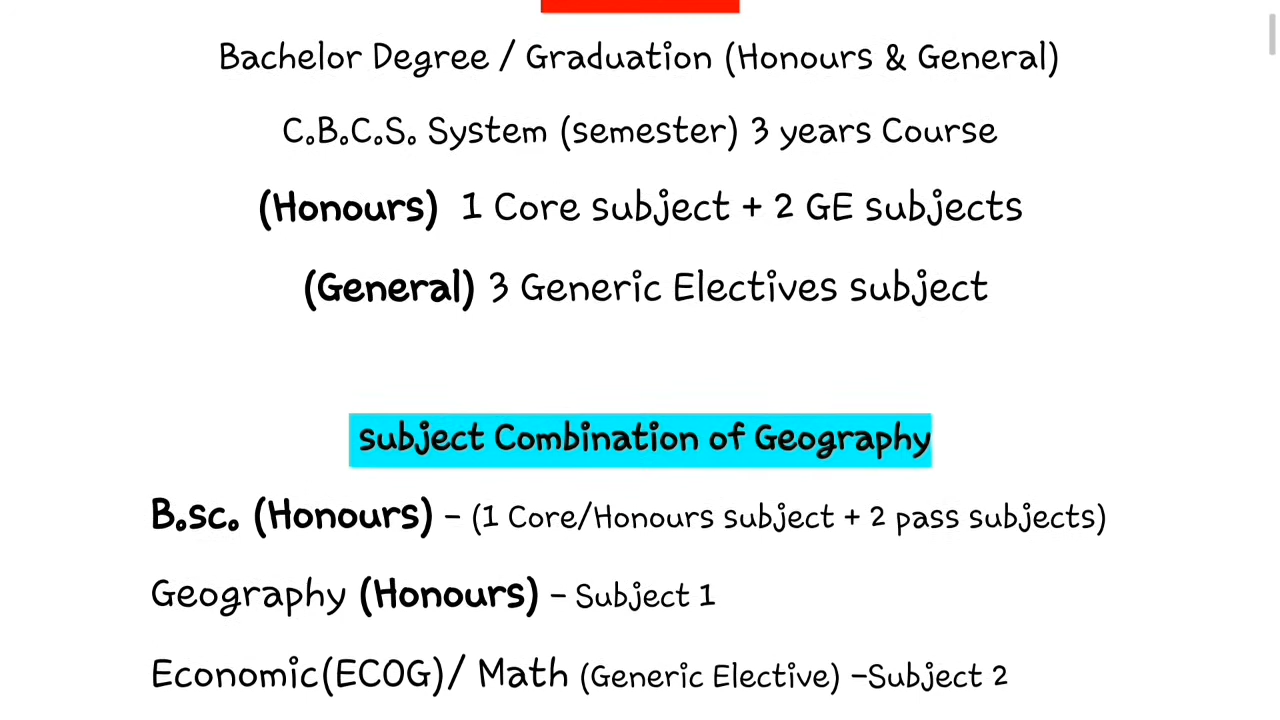 Bachelor Degree / Graduation (Honours & General)
C.B.C.S. System (semester) 3 years Course
(Honours) 1 Core subject + 2 GE subjects
(General) 3 Generic Electives subject
subject Combination of Geography
B.sc. (Honours) - (1 Core/Honours subject + 2 pass subjects)
Geography (Honours) - Subject 1
Economic(ECOG)/ Math (Generic Elective) -Subject 2